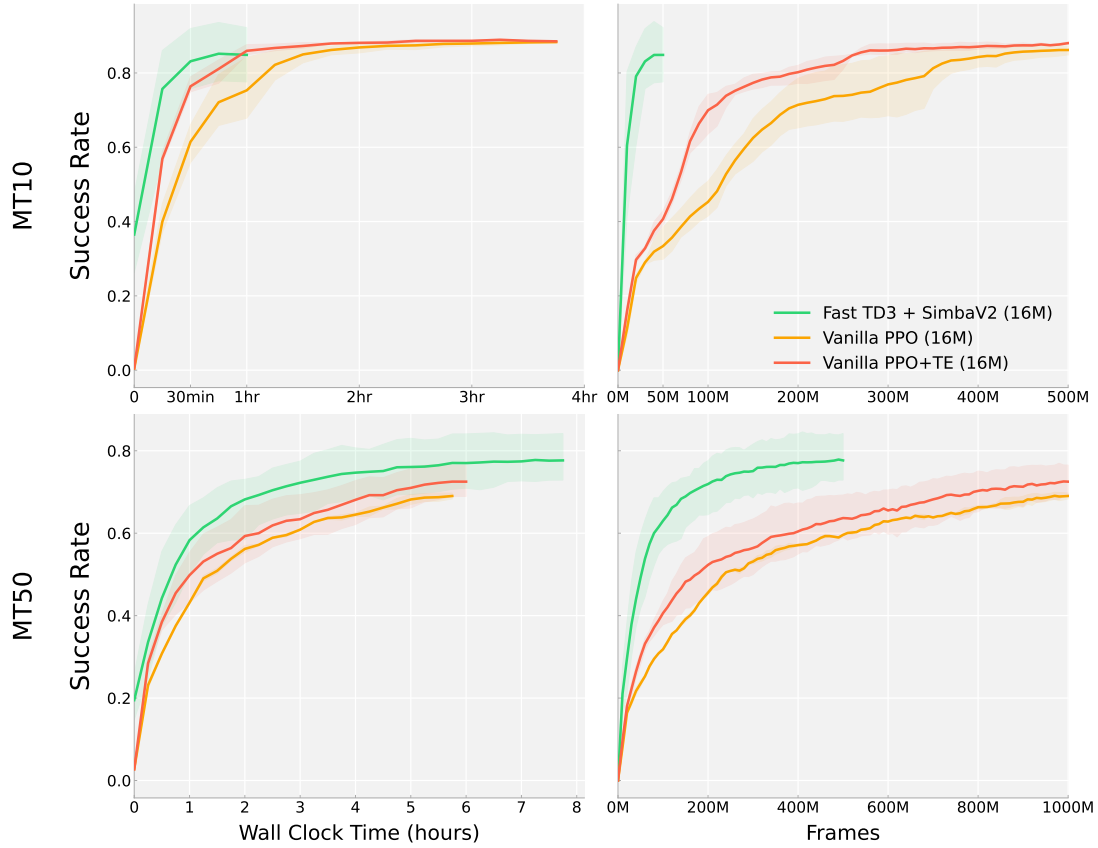 MT10
Success Rate
0.8
0.6
0.4
0.2
0.0
0 30min 1hr 2hr 3hr 4hr
Fast TD3 + SimbaV2 (16M)
Vanilla PPO (16M)
Vanilla PPO+TE (16M)
0M 50M 100M 200M 300M 400M 500M
MT50
Success Rate
0.8
0.6
0.4
0.2
0.0
0 1 2 3 4 5 6 7 8
Wall Clock Time (hours)
0M 200M 400M 600M 800M 1000M
Frames